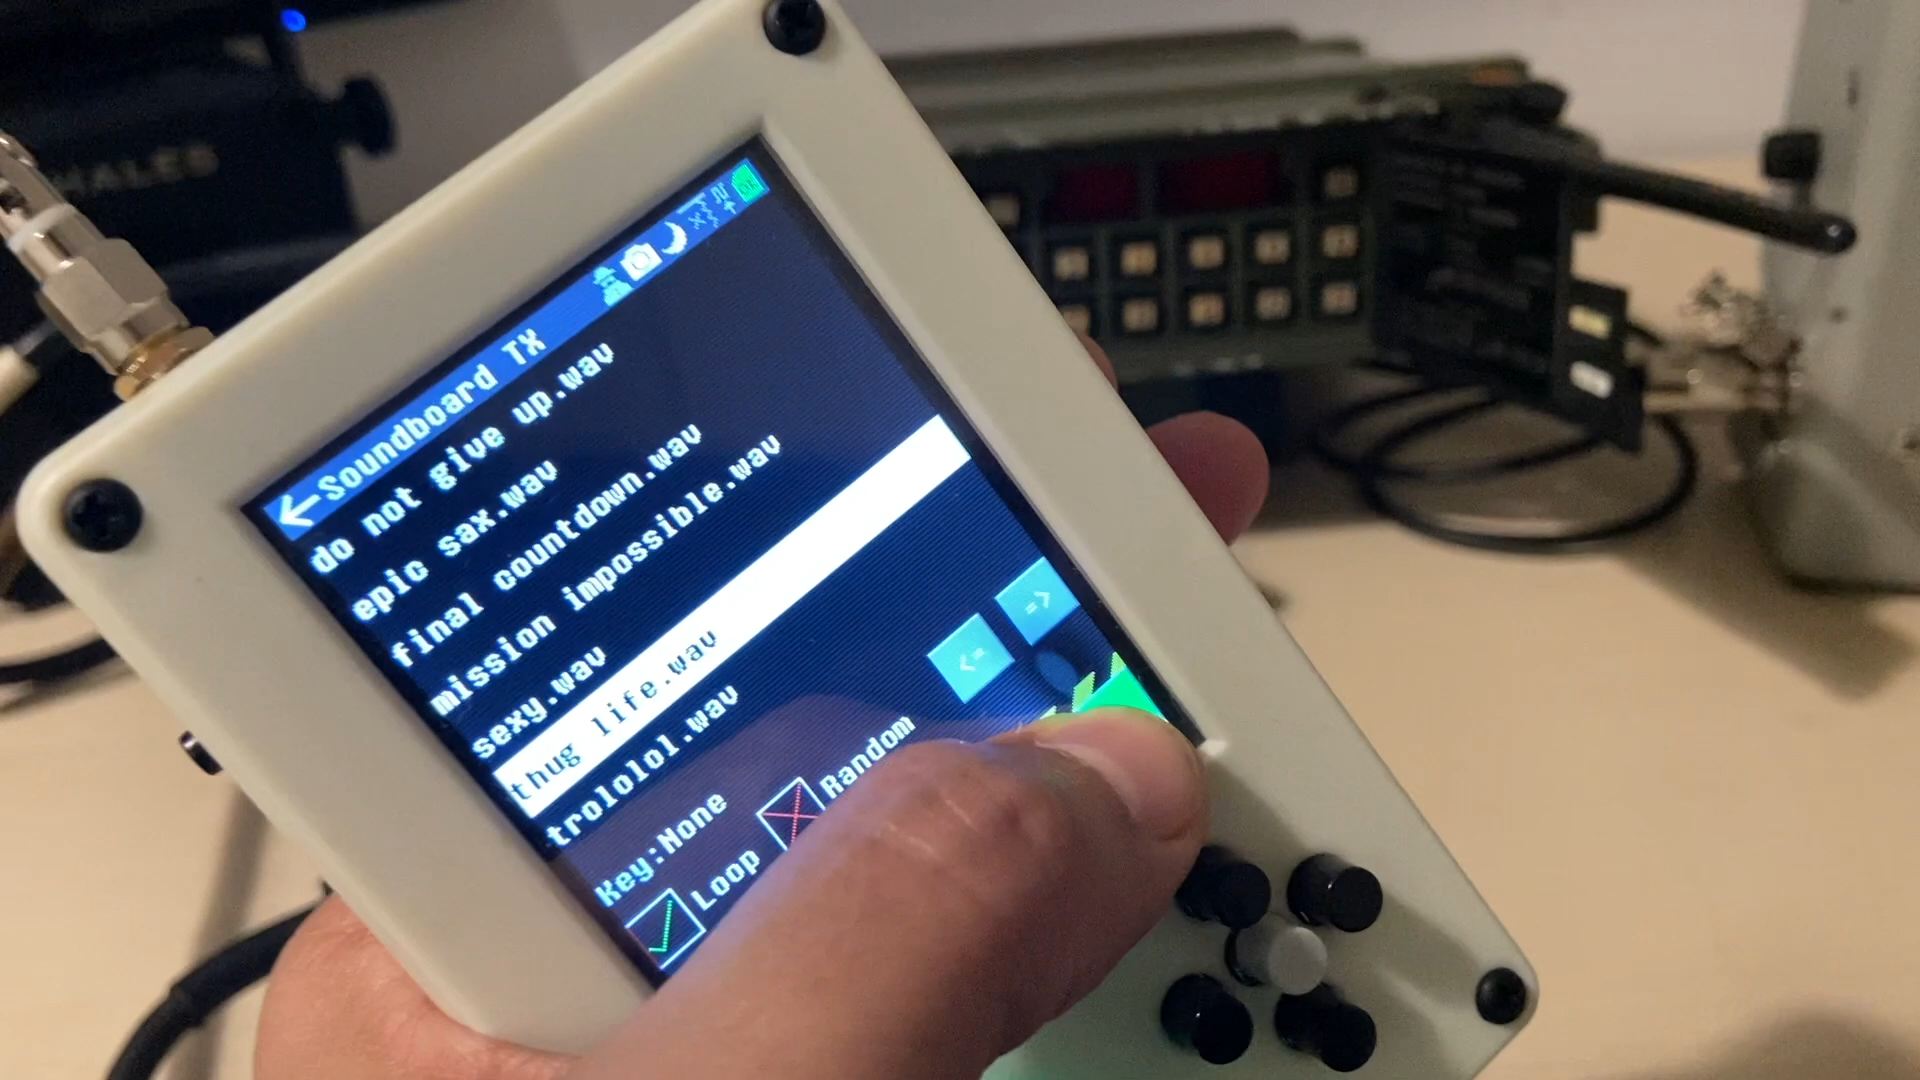 HALES
Soundboard TX
do not give up.wav
epic sax.wav
final countdown.wav
mission impossible.wav
sexy.wav
thug life.wav
trololol.wav
<= =>
Key:None
Random
Loop